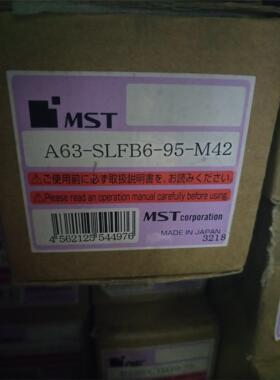 MST
A63-SLFB6-95-M42
⚠ご使用前に必ず取扱説明書を、お読みください。
⚠Please read an operation manual carefully before using.
MST corporation
MADE IN JAPAN
3218
4 562125 544976
MST